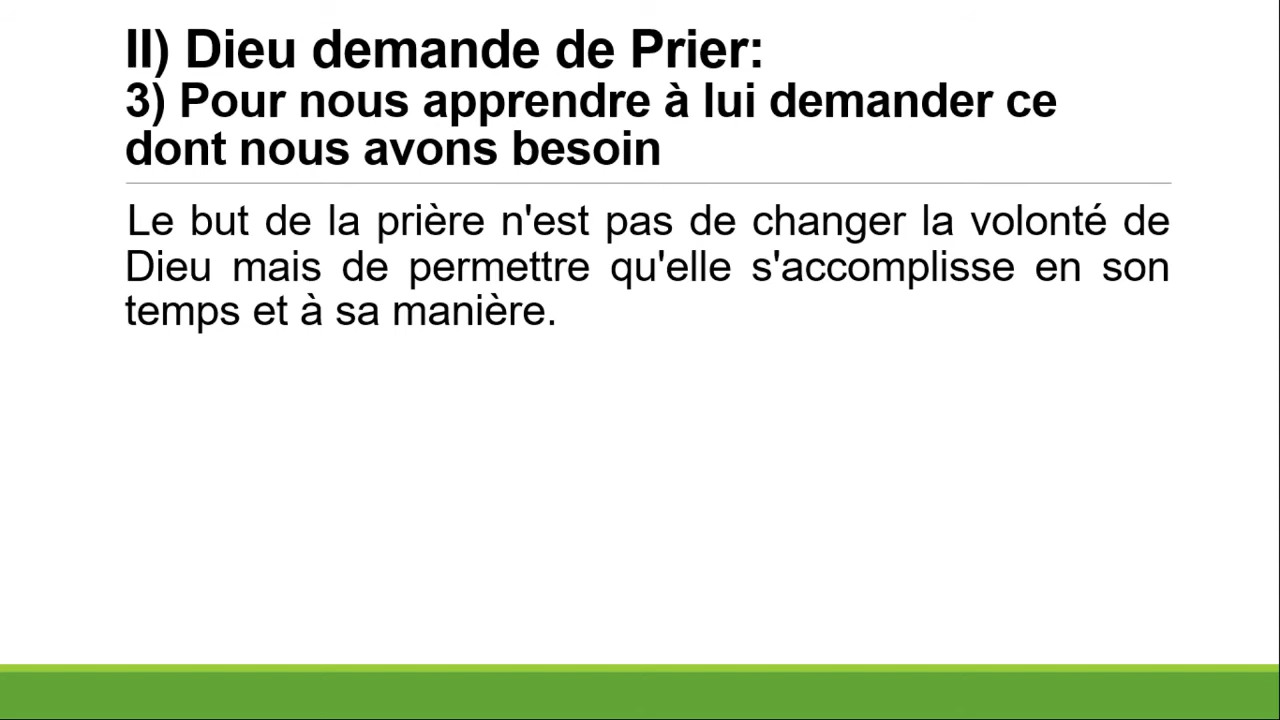 II) Dieu demande de Prier:
3) Pour nous apprendre à lui demander ce
dont nous avons besoin
Le but de la prière n'est pas de changer la volonté de
Dieu mais de permettre qu'elle s'accomplisse en son
temps et à sa manière.